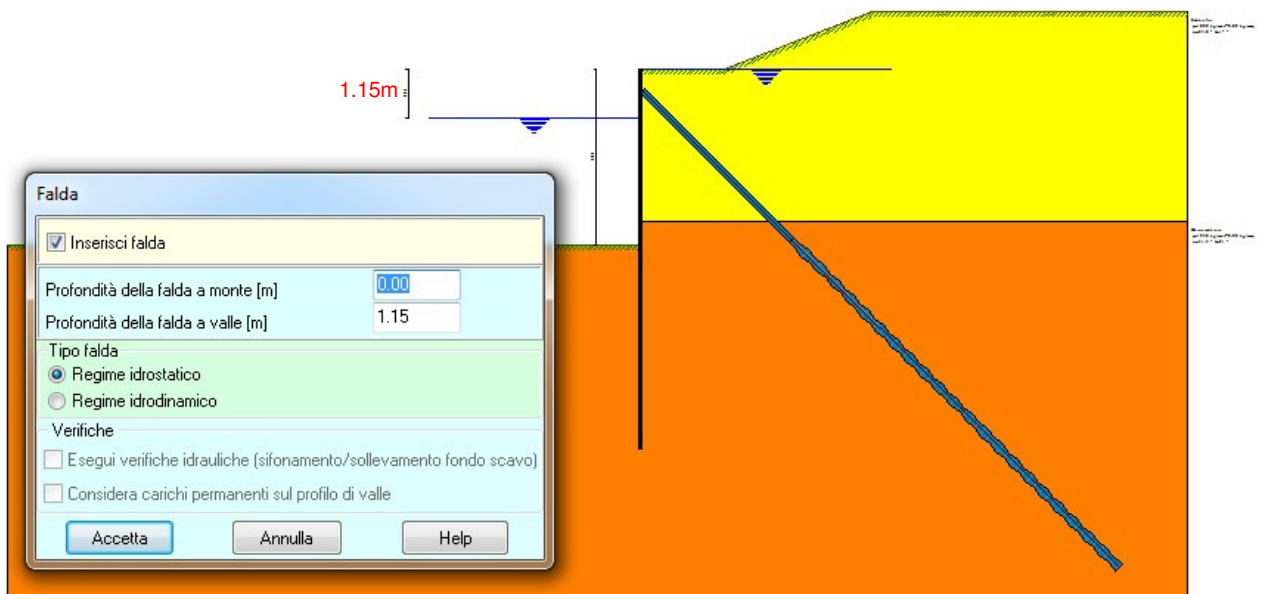 1.15m
Falda
Inserisci falda
Profondità della falda a monte [m] 0.00
Profondità della falda a valle [m] 1.15
Tipo falda
Regime idrostatico
Regime idrodinamico
Verifiche
Esegui verifiche idrauliche (sifonamento/sollevamento fondo scavo)
Considera carichi permanenti sul profilo di valle
Accetta Annulla Help